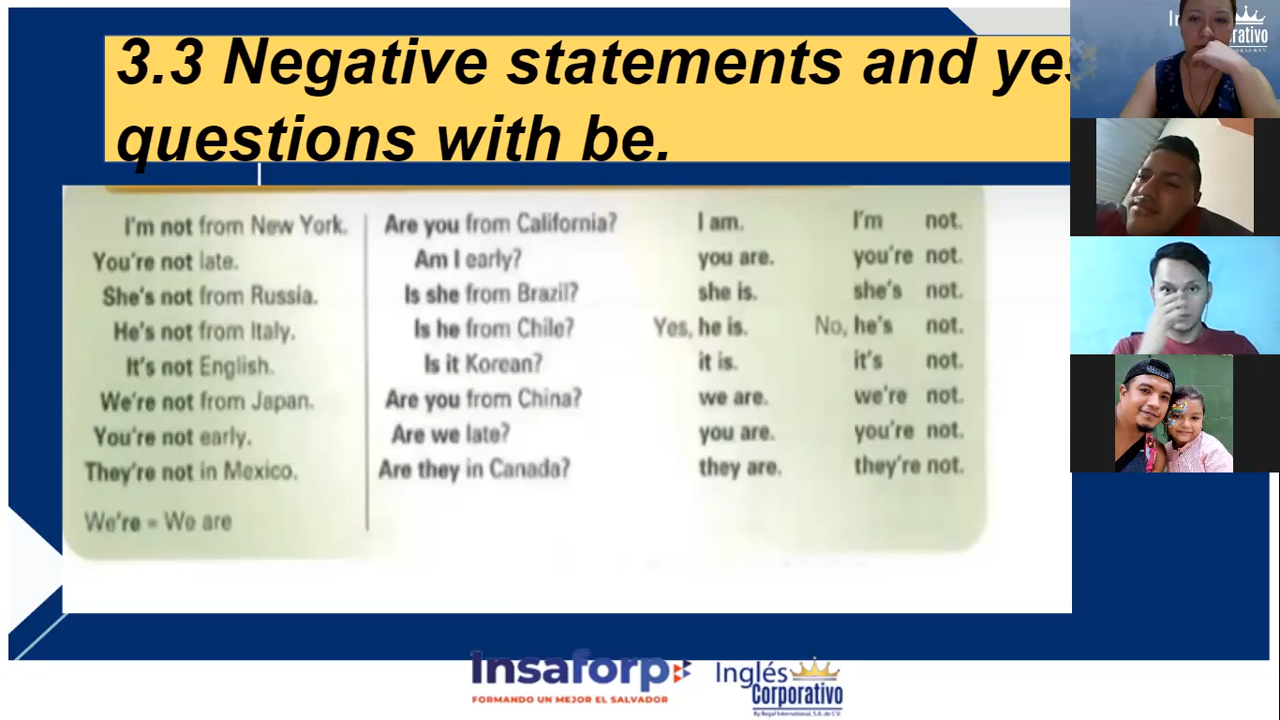 3.3 Negative statements and yes
questions with be.
I'm not from New York. Are you from California? I am. I'm not.
You're not late. Am I early? you are. you're not.
She's not from Russia. Is she from Brazil? she is. she's not.
He's not from Italy. Is he from Chile? Yes, he is. No, he's not.
It's not English. Is it Korean? it is. it's not.
We're not from Japan. Are you from China? we are. we're not.
You're not early. Are we late? you are. you're not.
They're not in Mexico. Are they in Canada? they are. they're not.
We're = We are
Insaforp
FORMANDO UN MEJOR EL SALVADOR
Inglés
Corporativo
By Royal International, S.A. de C.V.